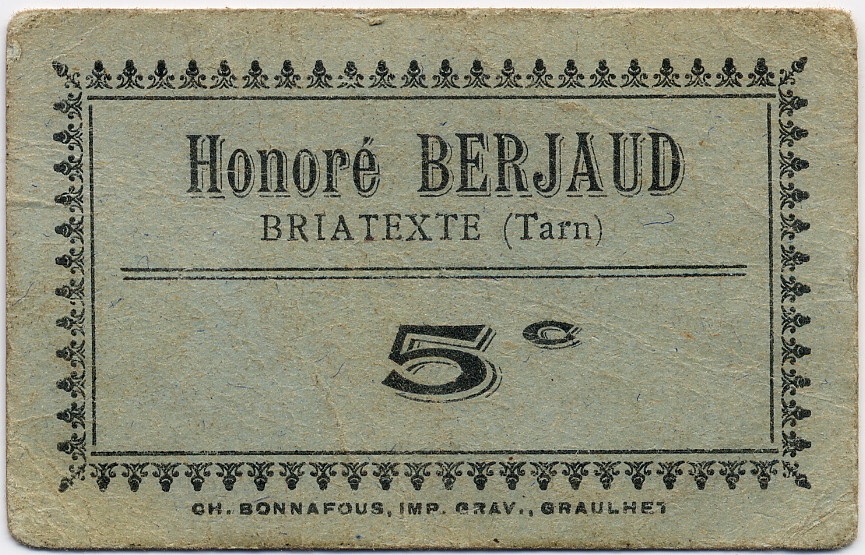 Honoré BERJAUD
BRIATEXTE (Tarn)
5c
CH. BONNAFOUS, IMP. GRAV., GRAULHET